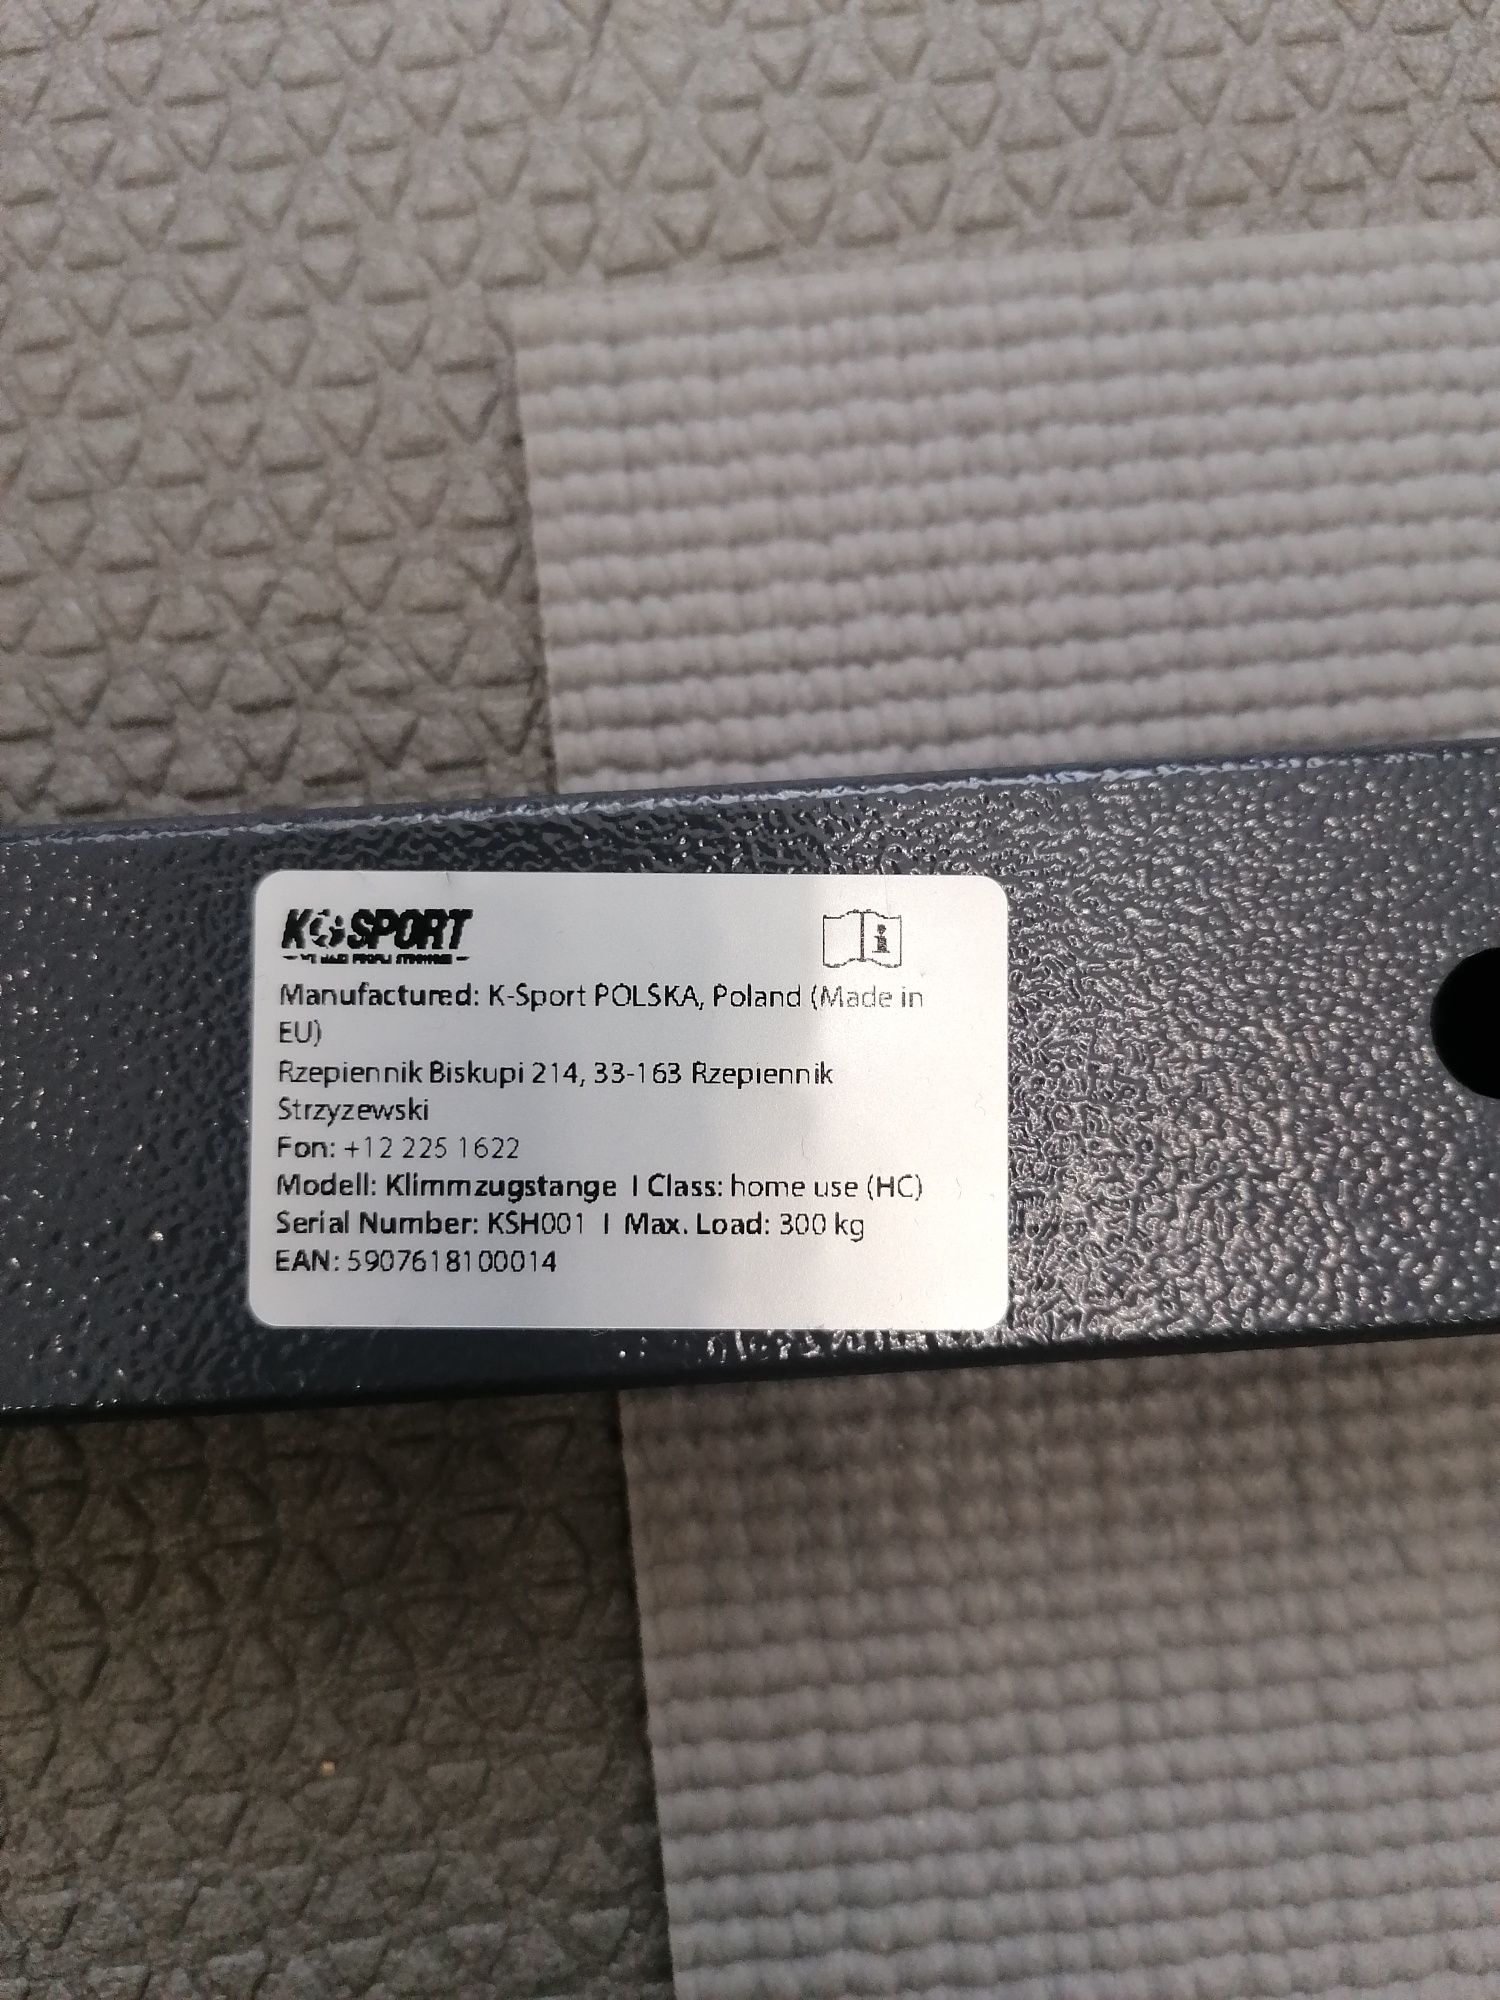 K SPORT
Manufactured: K-Sport POLSKA, Poland (Made in
EU)
Rzepiennik Biskupi 214, 33-163 Rzepiennik
Strzyzewski
Fon: +12 225 1622
Modell: Klimmzugstange I Class: home use (HC)
Serial Number: KSH001 I Max. Load: 300 kg
EAN: 5907618100014